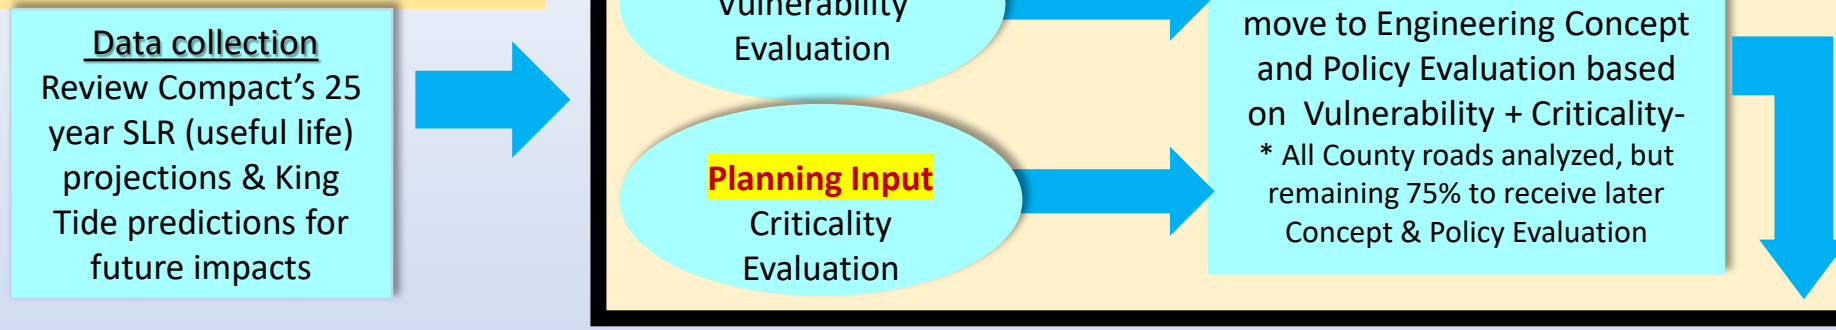 Data collection
Review Compact's 25
year SLR (useful life)
projections & King
Tide predictions for
future impacts
Vulnerability
Evaluation
Planning Input
Criticality
Evaluation
move to Engineering Concept
and Policy Evaluation based
on Vulnerability + Criticality-
* All County roads analyzed, but
remaining 75% to receive later
Concept & Policy Evaluation